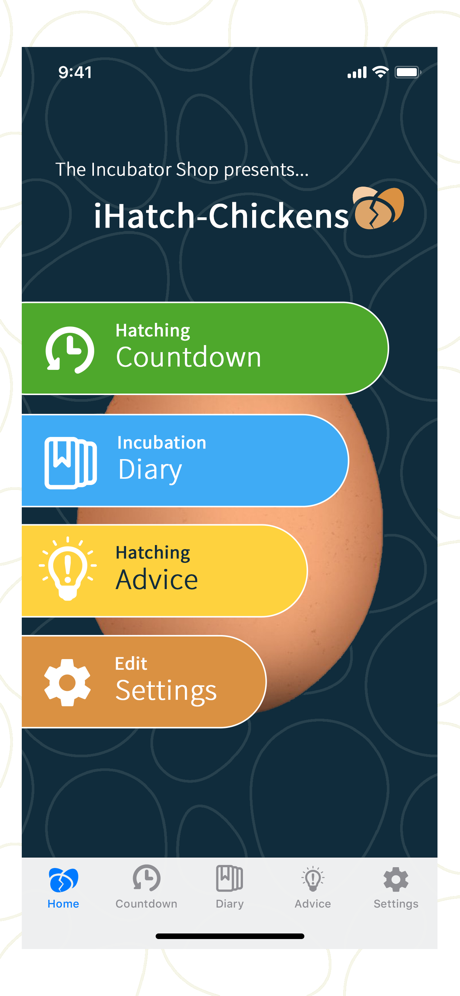 9:41
The Incubator Shop presents...
iHatch-Chickens
Hatching
Countdown
Incubation
Diary
Hatching
Advice
Edit
Settings
Home
Countdown
Diary
Advice
Settings